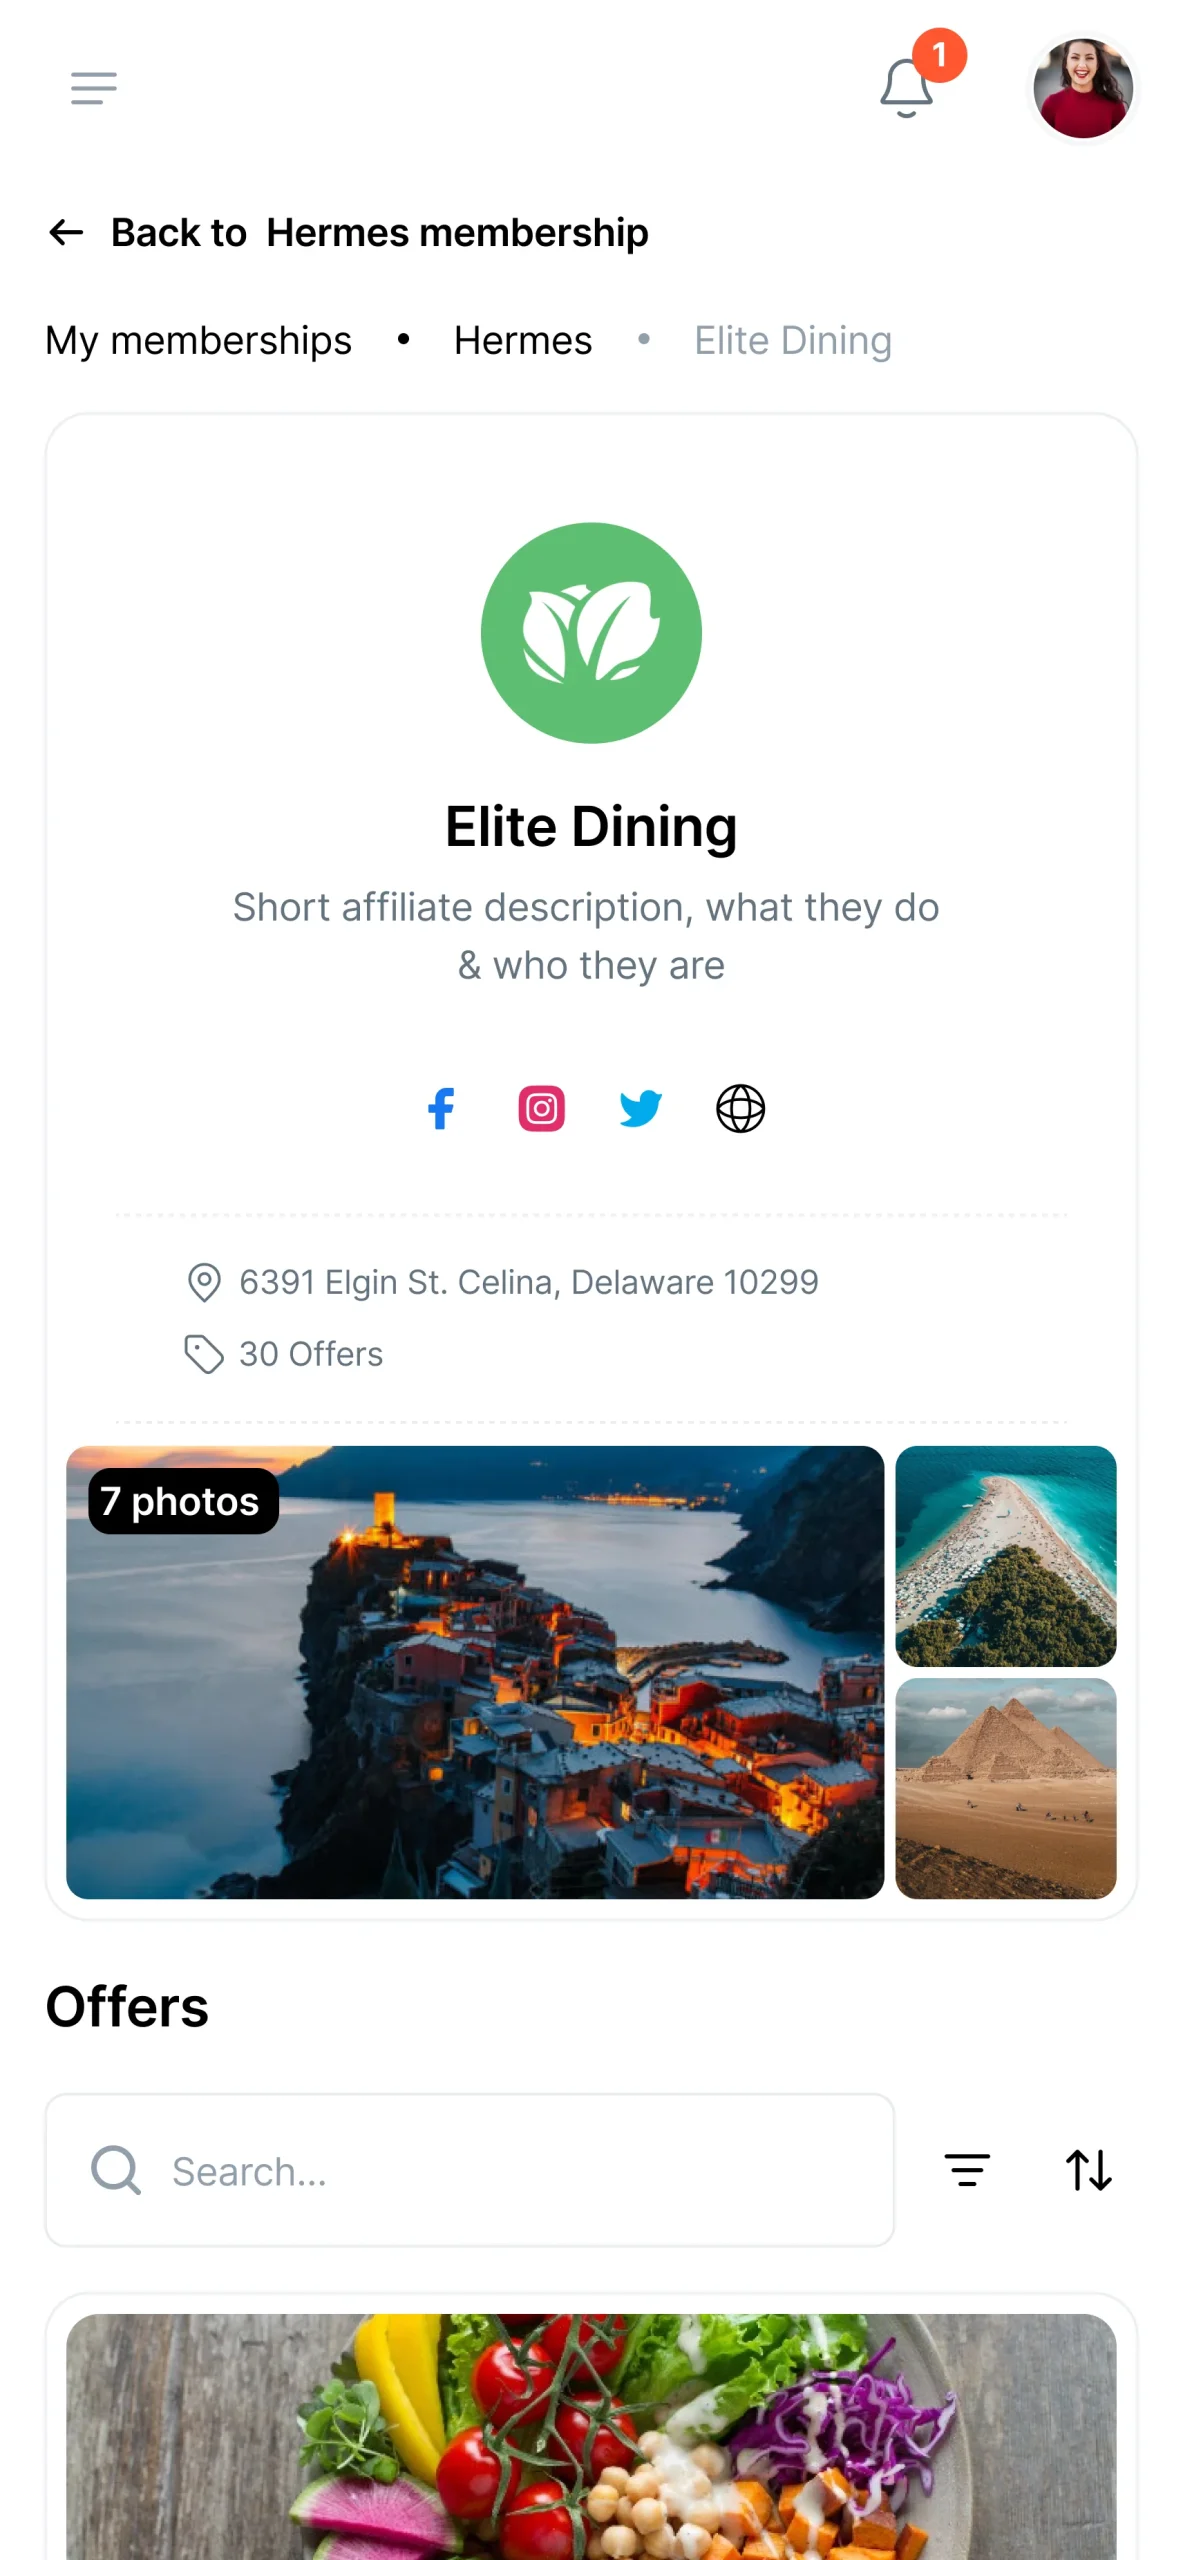 1
Back to Hermes membership
My memberships • Hermes • Elite Dining
Elite Dining
Short affiliate description, what they do
& who they are
6391 Elgin St. Celina, Delaware 10299
30 Offers
7 photos
Offers
Search...